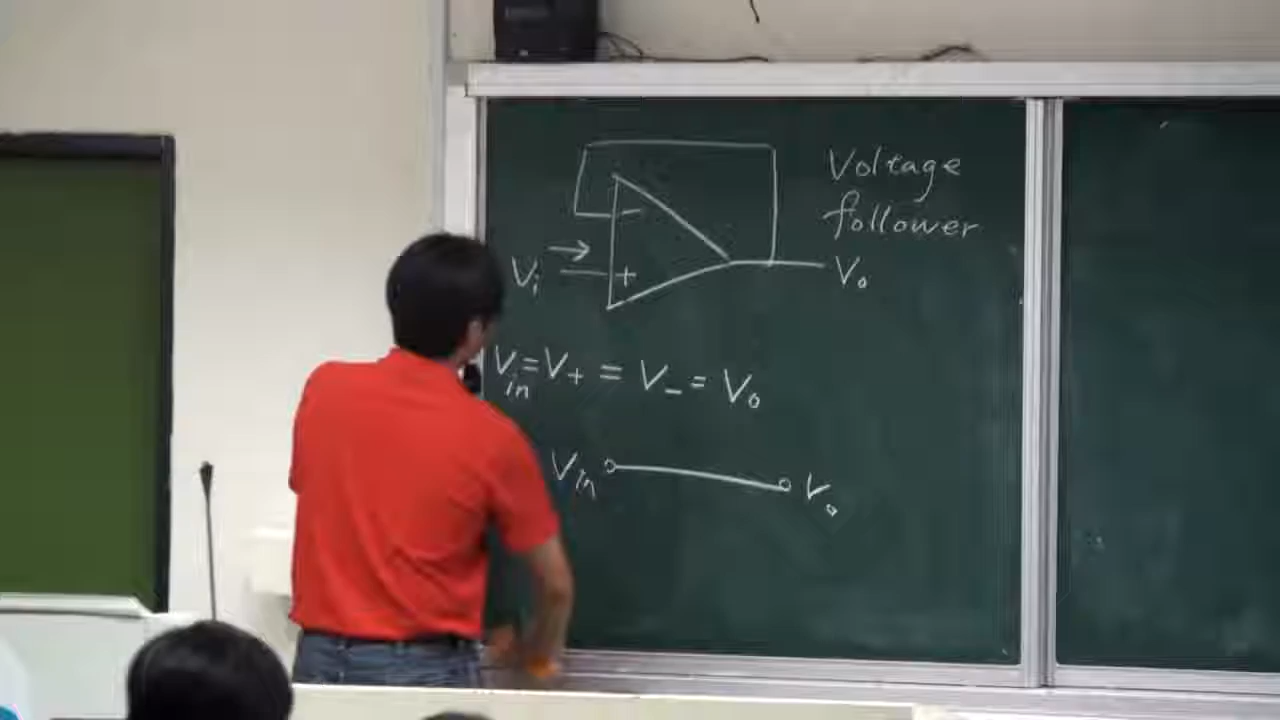 Voltage
follower
−
Vi +
Vo
Vin = V+ = V− = Vo
Vin Vo